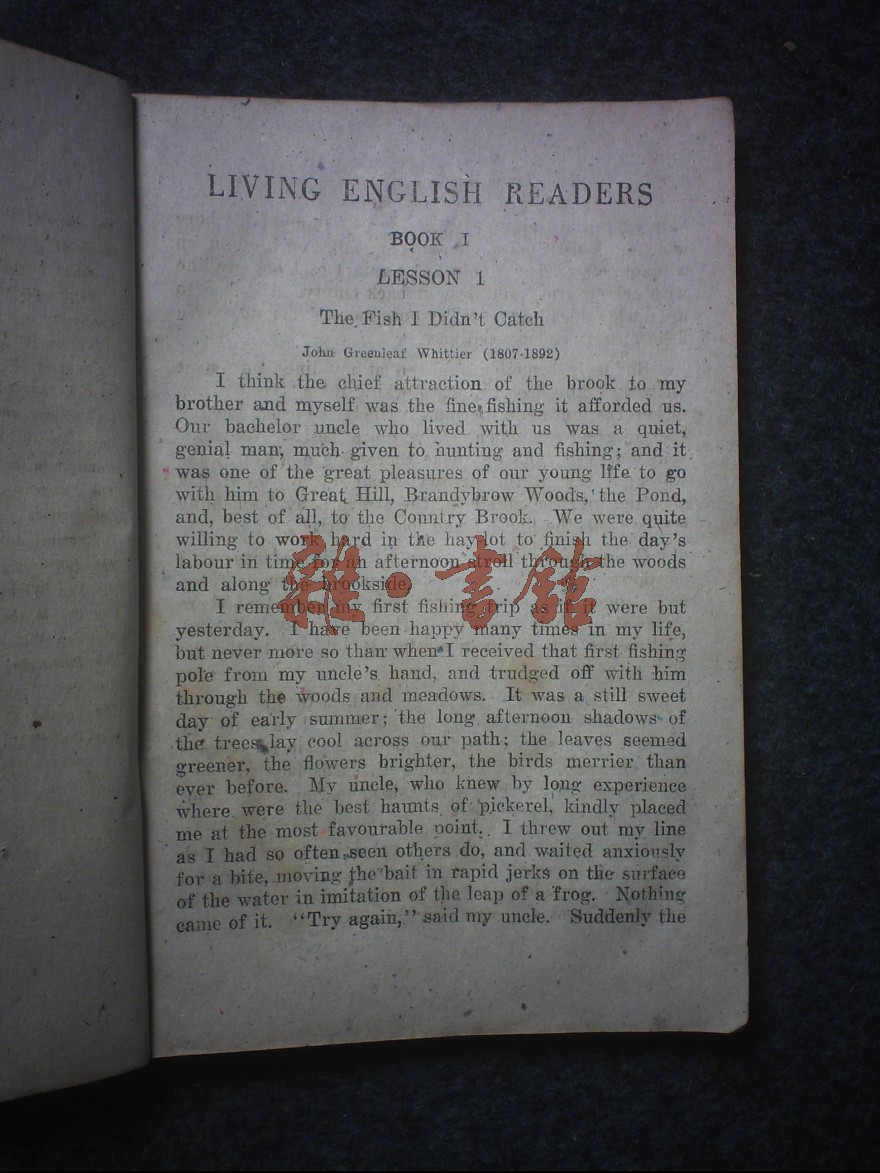 LIVING ENGLISH READERS
BOOK I
LESSON 1
The Fish I Didn't Catch
John Greenleaf Whittier (1807-1892)
I think the chief attraction of the brook to my
brother and myself was the fine fishing it afforded us.
Our bachelor uncle who lived with us was a quiet,
genial man, much given to hunting and fishing; and it
was one of the great pleasures of our young life to go
with him to Great Hill, Brandybrow Woods, the Pond,
and, best of all, to the Country Brook. We were quite
willing to work hard in the hay lot to finish the day's
labour in time for an afternoon stroll through the woods
and along the brookside.
雜·書館
I remember my first fishing trip as if it were but
yesterday. I have been happy many times in my life,
but never more so than when I received that first fishing
pole from my uncle's hand, and trudged off with him
through the woods and meadows. It was a still sweet
day of early summer; the long afternoon shadows of
the trees lay cool across our path; the leaves seemed
greener, the flowers brighter, the birds merrier than
ever before. My uncle, who knew by long experience
where were the best haunts of pickerel, kindly placed
me at the most favourable point. I threw out my line
as I had so often seen others do, and waited anxiously
for a bite, moving the bait in rapid jerks on the surface
of the water in imitation of the leap of a frog. Nothing
came of it. "Try again," said my uncle. Suddenly the